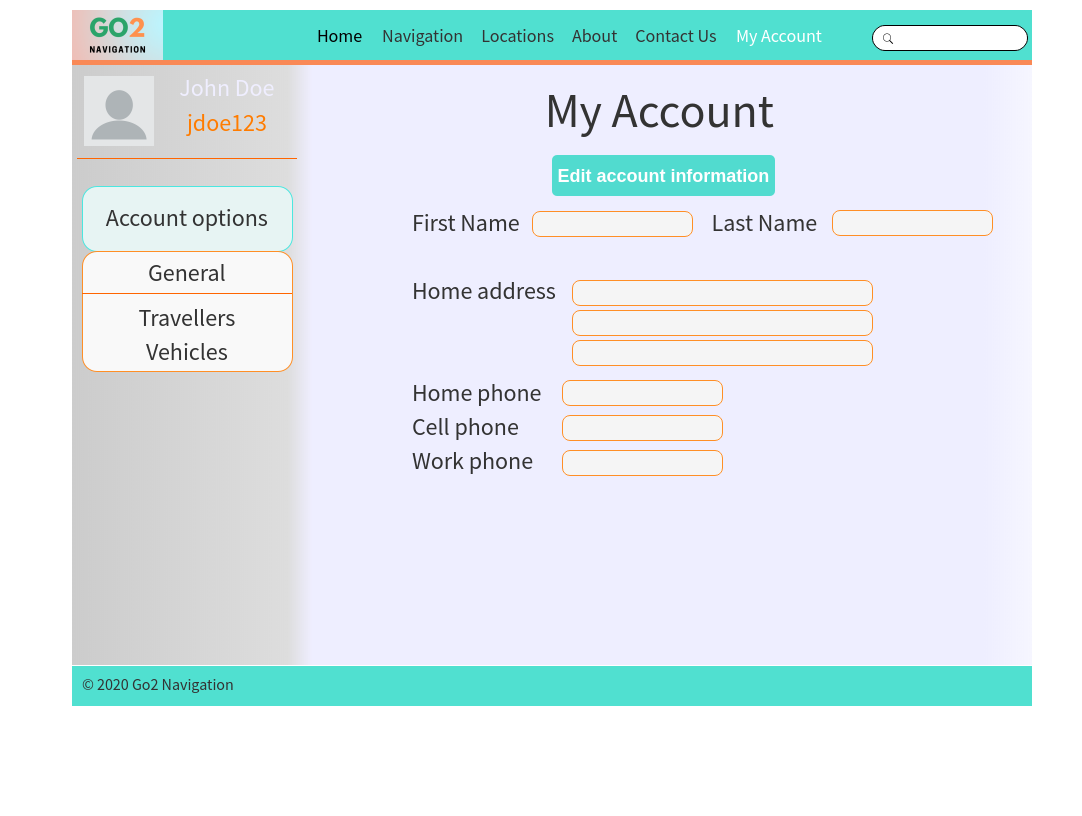 GO2
NAVIGATION
Home Navigation Locations About Contact Us My Account
John Doe
jdoe123
Account options
General
Travellers
Vehicles
My Account
Edit account information
First Name Last Name
Home address
Home phone
Cell phone
Work phone
© 2020 Go2 Navigation